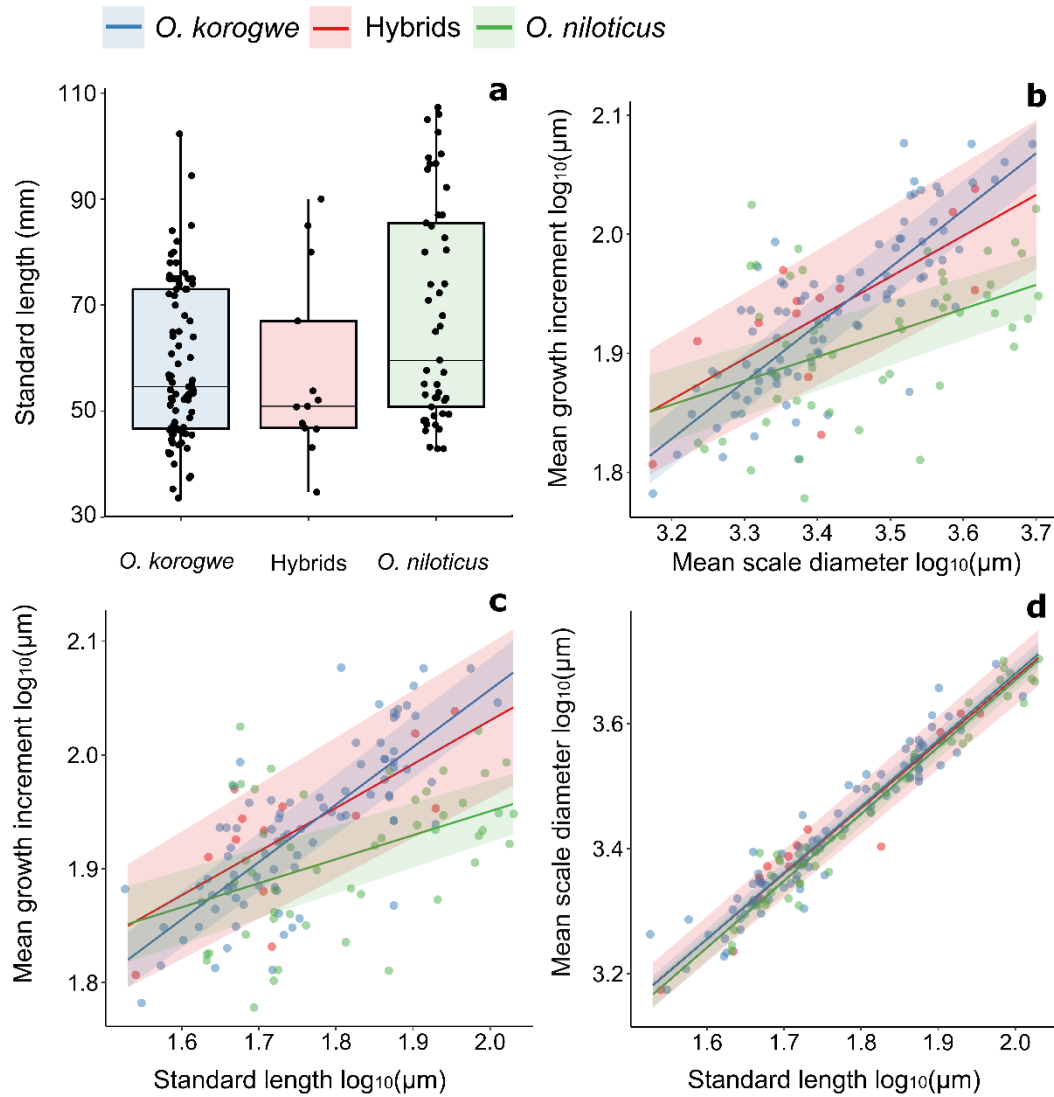 O. korogwe Hybrids O. niloticus
a
Standard length (mm)
110
90
70
50
30
O. korogwe Hybrids O. niloticus
b
Mean growth increment log10(µm)
2.1
2.0
1.9
1.8
3.2 3.3 3.4 3.5 3.6 3.7
Mean scale diameter log10(µm)
c
Mean growth increment log10(µm)
2.1
2.0
1.9
1.8
1.6 1.7 1.8 1.9 2.0
Standard length log10(µm)
d
Mean scale diameter log10(µm)
3.6
3.4
3.2
1.6 1.7 1.8 1.9 2.0
Standard length log10(µm)